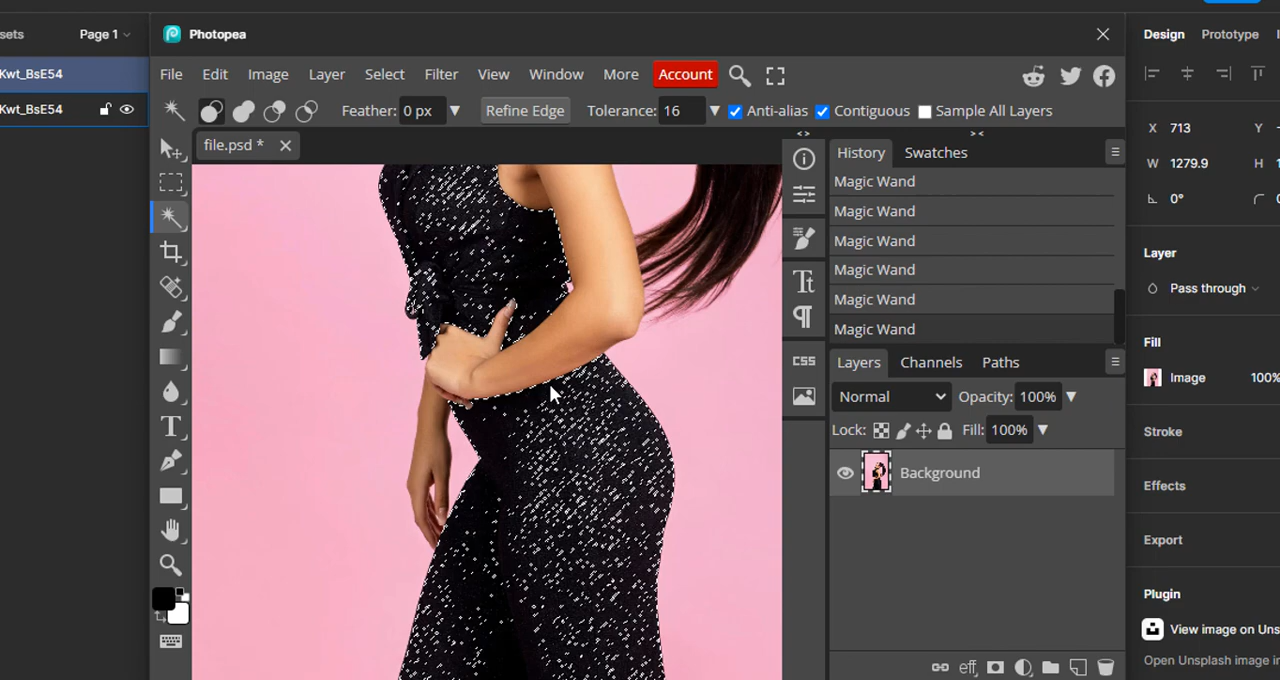 sets Page 1
Photopea
Design Prototype
Kwt_BsE54
Kwt_BsE54
File Edit Image Layer Select Filter View Window More Account
Feather: 0 px Refine Edge Tolerance: 16 Anti-alias Contiguous Sample All Layers
file.psd *
X 713 Y
W 1279.9 H
0°
History Swatches
Magic Wand
Magic Wand
Magic Wand
Magic Wand
Magic Wand
Magic Wand
CSS
Layers Channels Paths
Normal Opacity: 100%
Lock: Fill: 100%
Background
eff
Layer
Pass through
Fill
Image 100%
Stroke
Effects
Export
Plugin
View image on Uns
Open Unsplash image in